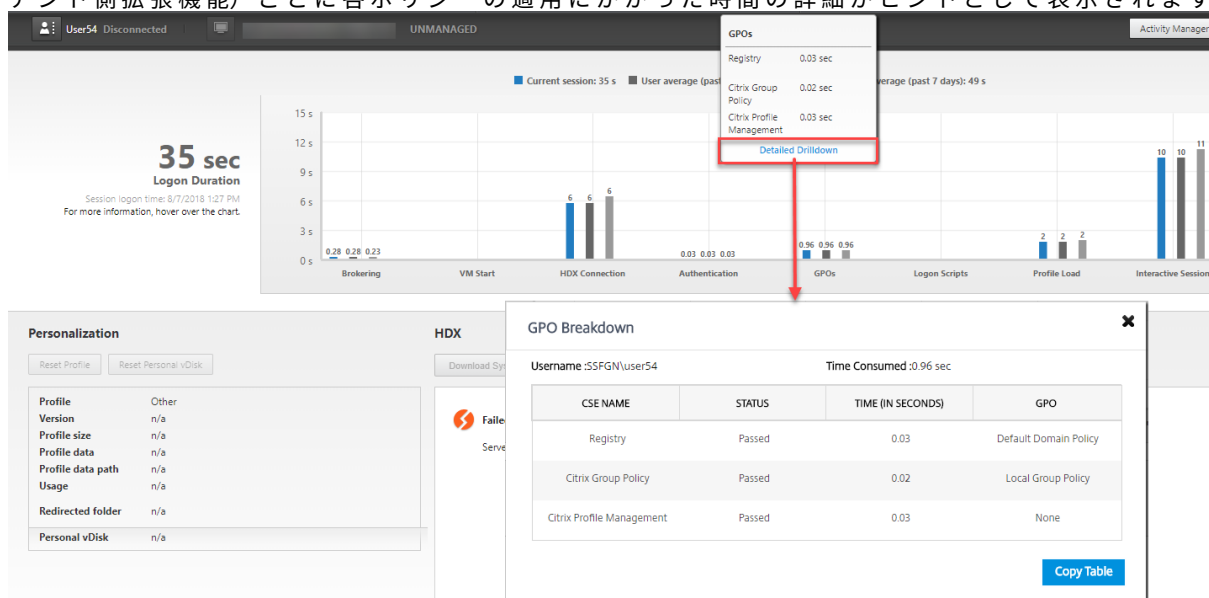 アント側拡張機能）ごとに各ポリシーの適用にかかった時間の詳細がヒントとして表示されます
User54 Disconnected
UNMANAGED
Activity Manager
GPOs
Registry 0.03 sec
Citrix Group Policy 0.02 sec
Citrix Profile Management 0.03 sec
Detailed Drilldown
Current session: 35 s
User average (pas
erage (past 7 days): 49 s
35 sec
Logon Duration
Session logon time: 8/7/2018 1:27 PM
For more information, hover over the chart.
15 s
12 s
9 s
6 s
3 s
0 s
0.28 0.28 0.23
6 6 6
0.03 0.03 0.03
0.96 0.96 0.96
2 2 2
10 10 11
Brokering
VM Start
HDX Connection
Authentication
GPOs
Logon Scripts
Profile Load
Interactive Session
Personalization
Reset Profile
Reset Personal vDisk
Profile Other
Version n/a
Profile size n/a
Profile data n/a
Profile data path n/a
Usage n/a
Redirected folder n/a
Personal vDisk n/a
HDX
Download Sy
Faile
Serve
GPO Breakdown
Username :SSFGN\user54
Time Consumed :0.96 sec
CSE NAME STATUS TIME (IN SECONDS) GPO
Registry Passed 0.03 Default Domain Policy
Citrix Group Policy Passed 0.02 Local Group Policy
Citrix Profile Management Passed 0.03 None
Copy Table